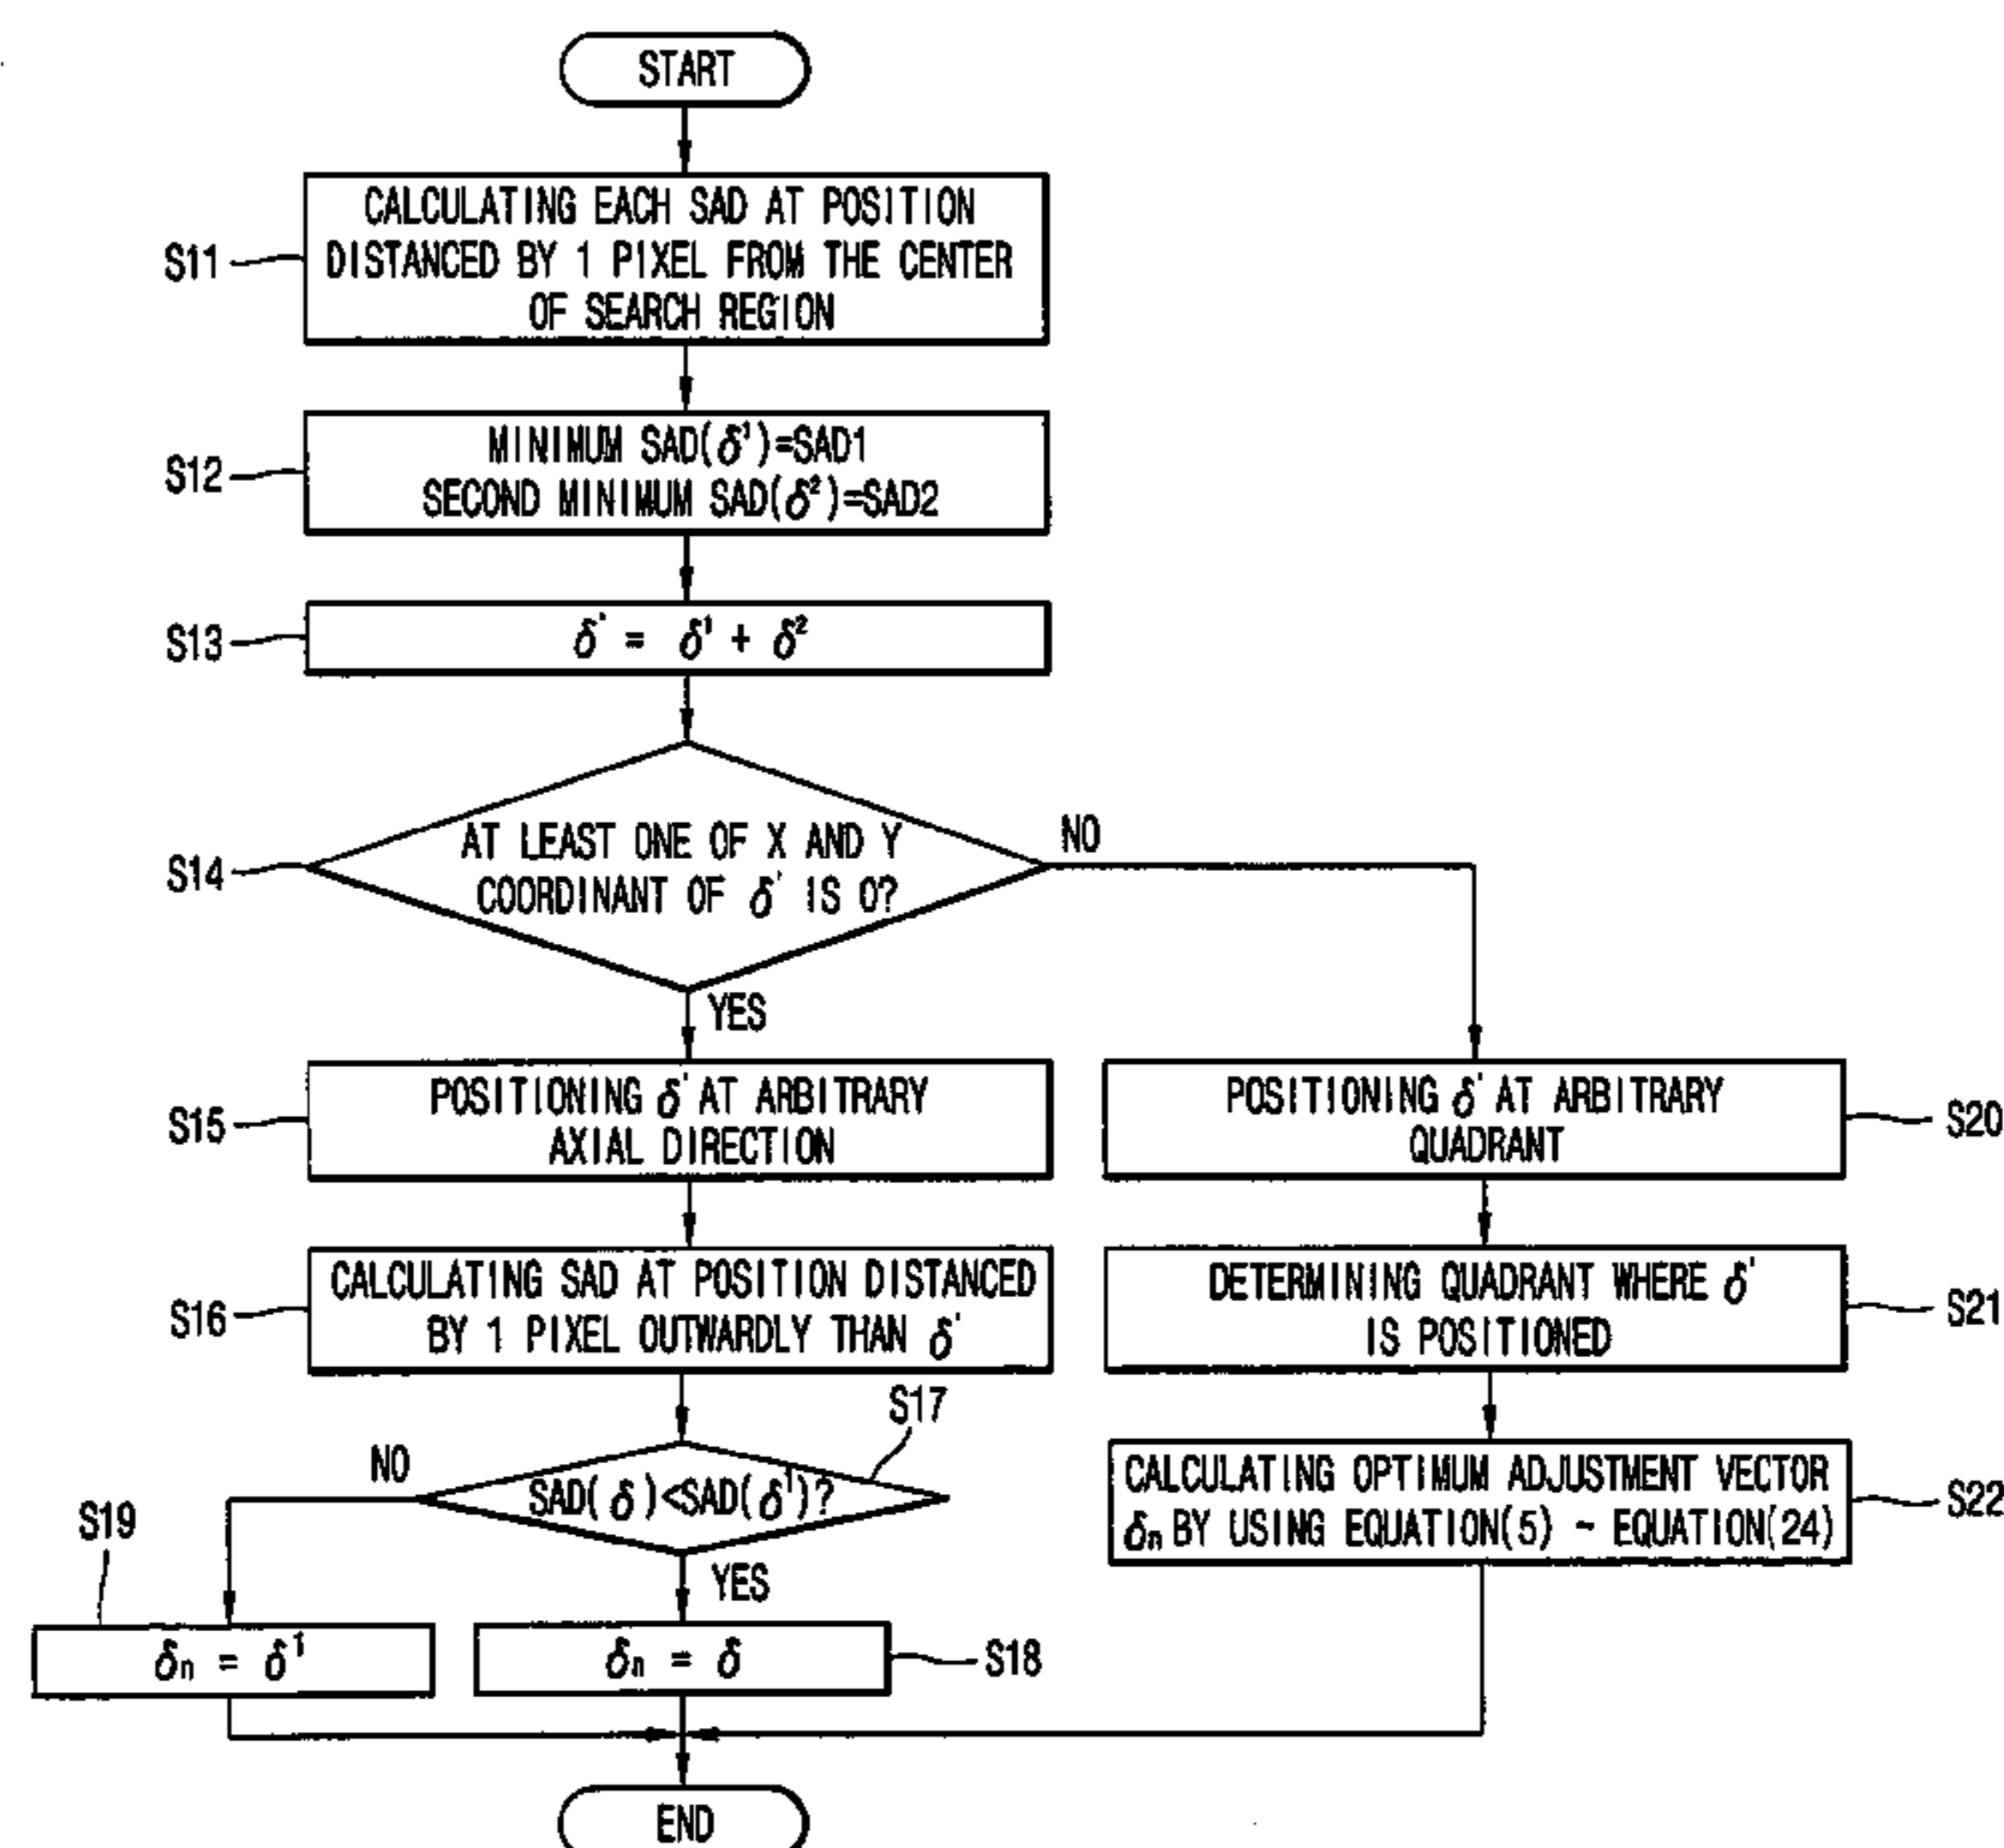 START
S11
CALCULATING EACH SAD AT POSITION
DISTANCED BY 1 PIXEL FROM THE CENTER
OF SEARCH REGION
S12
MINIMUM SAD(δ¹)=SAD1
SECOND MINIMUM SAD(δ²)=SAD2
S13
δ' = δ¹ + δ²
S14
AT LEAST ONE OF X AND Y
COORDINANT OF δ' IS 0?
NO
YES
S15
POSITIONING δ' AT ARBITRARY
AXIAL DIRECTION
POSITIONING δ' AT ARBITRARY
QUADRANT
S20
S16
CALCULATING SAD AT POSITION DISTANCED
BY 1 PIXEL OUTWARDLY THAN δ'
DETERMINING QUADRANT WHERE δ'
IS POSITIONED
S21
S17
NO
SAD(δ)<SAD(δ¹)?
YES
CALCULATING OPTIMUM ADJUSTMENT VECTOR
δn BY USING EQUATION(5) ~ EQUATION(24)
S22
S19
δn = δ¹
δn = δ
S18
END